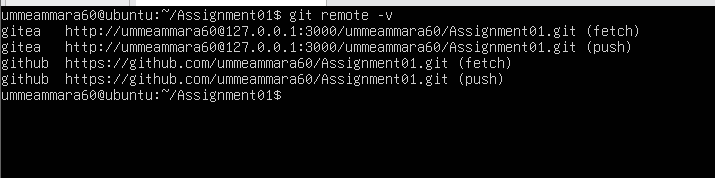 ummeammara60@ubuntu:~/Assignment01$ git remote -v
gitea   http://ummeammara60@127.0.0.1:3000/ummeammara60/Assignment01.git (fetch)
gitea   http://ummeammara60@127.0.0.1:3000/ummeammara60/Assignment01.git (push)
github  https://github.com/ummeammara60/Assignment01.git (fetch)
github  https://github.com/ummeammara60/Assignment01.git (push)
ummeammara60@ubuntu:~/Assignment01$